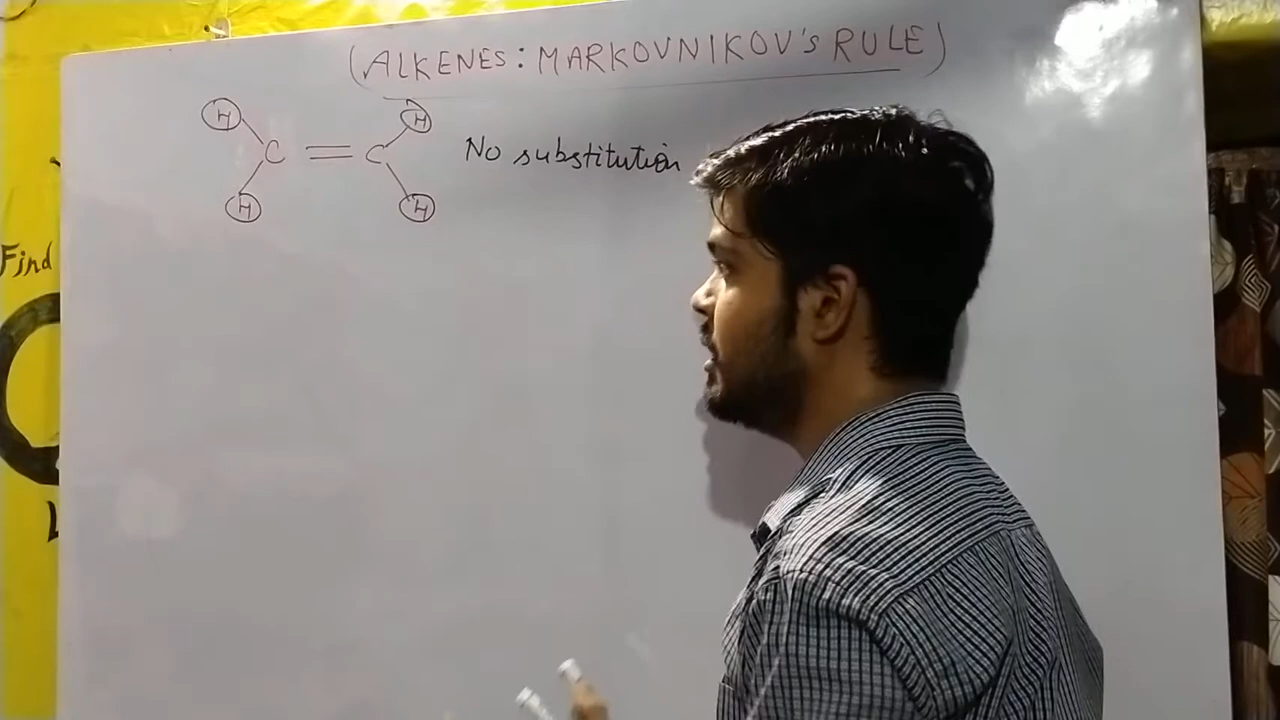 (ALKENES: MARKOVNIKOV'S RULE)
H H
C = C No substitution
H H
Find
L